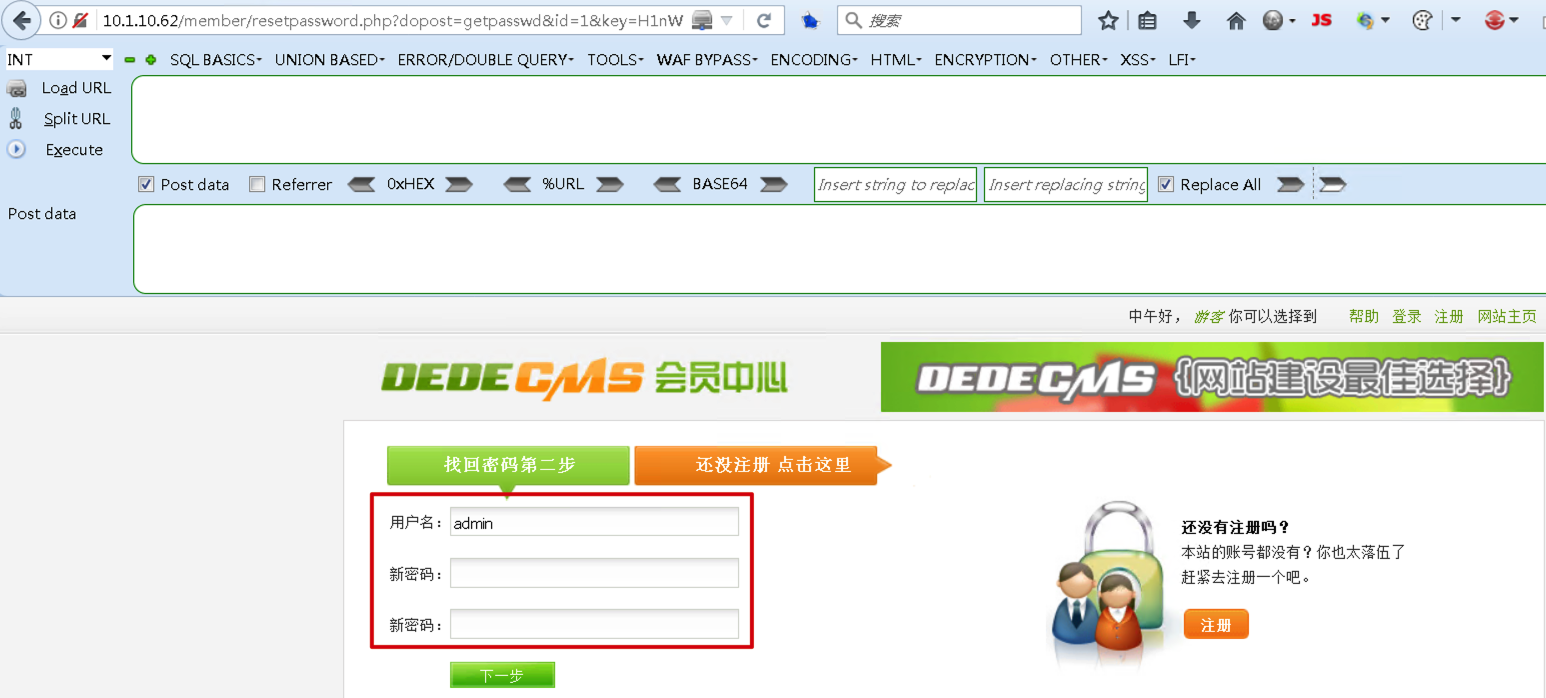 10.1.10.62/member/resetpassword.php?dopost=getpasswd&id=1&key=H1nW 搜索 JS
INT SQL BASICS UNION BASED ERROR/DOUBLE QUERY TOOLS WAF BYPASS ENCODING HTML ENCRYPTION OTHER XSS LFI
Load URL
Split URL
Execute
Post data Referrer 0xHEX %URL BASE64 Insert string to replac Insert replacing string Replace All
Post data
中午好， 游客 你可以选择到 帮助 登录 注册 网站主页
DEDECMS 会员中心 DEDECMS {网站建设最佳选择}
找回密码第二步 还没注册 点击这里
用户名： admin
还没有注册吗？
本站的账号都没有？你也太落伍了
新密码：
赶紧去注册一个吧。
新密码：
注册
下一步